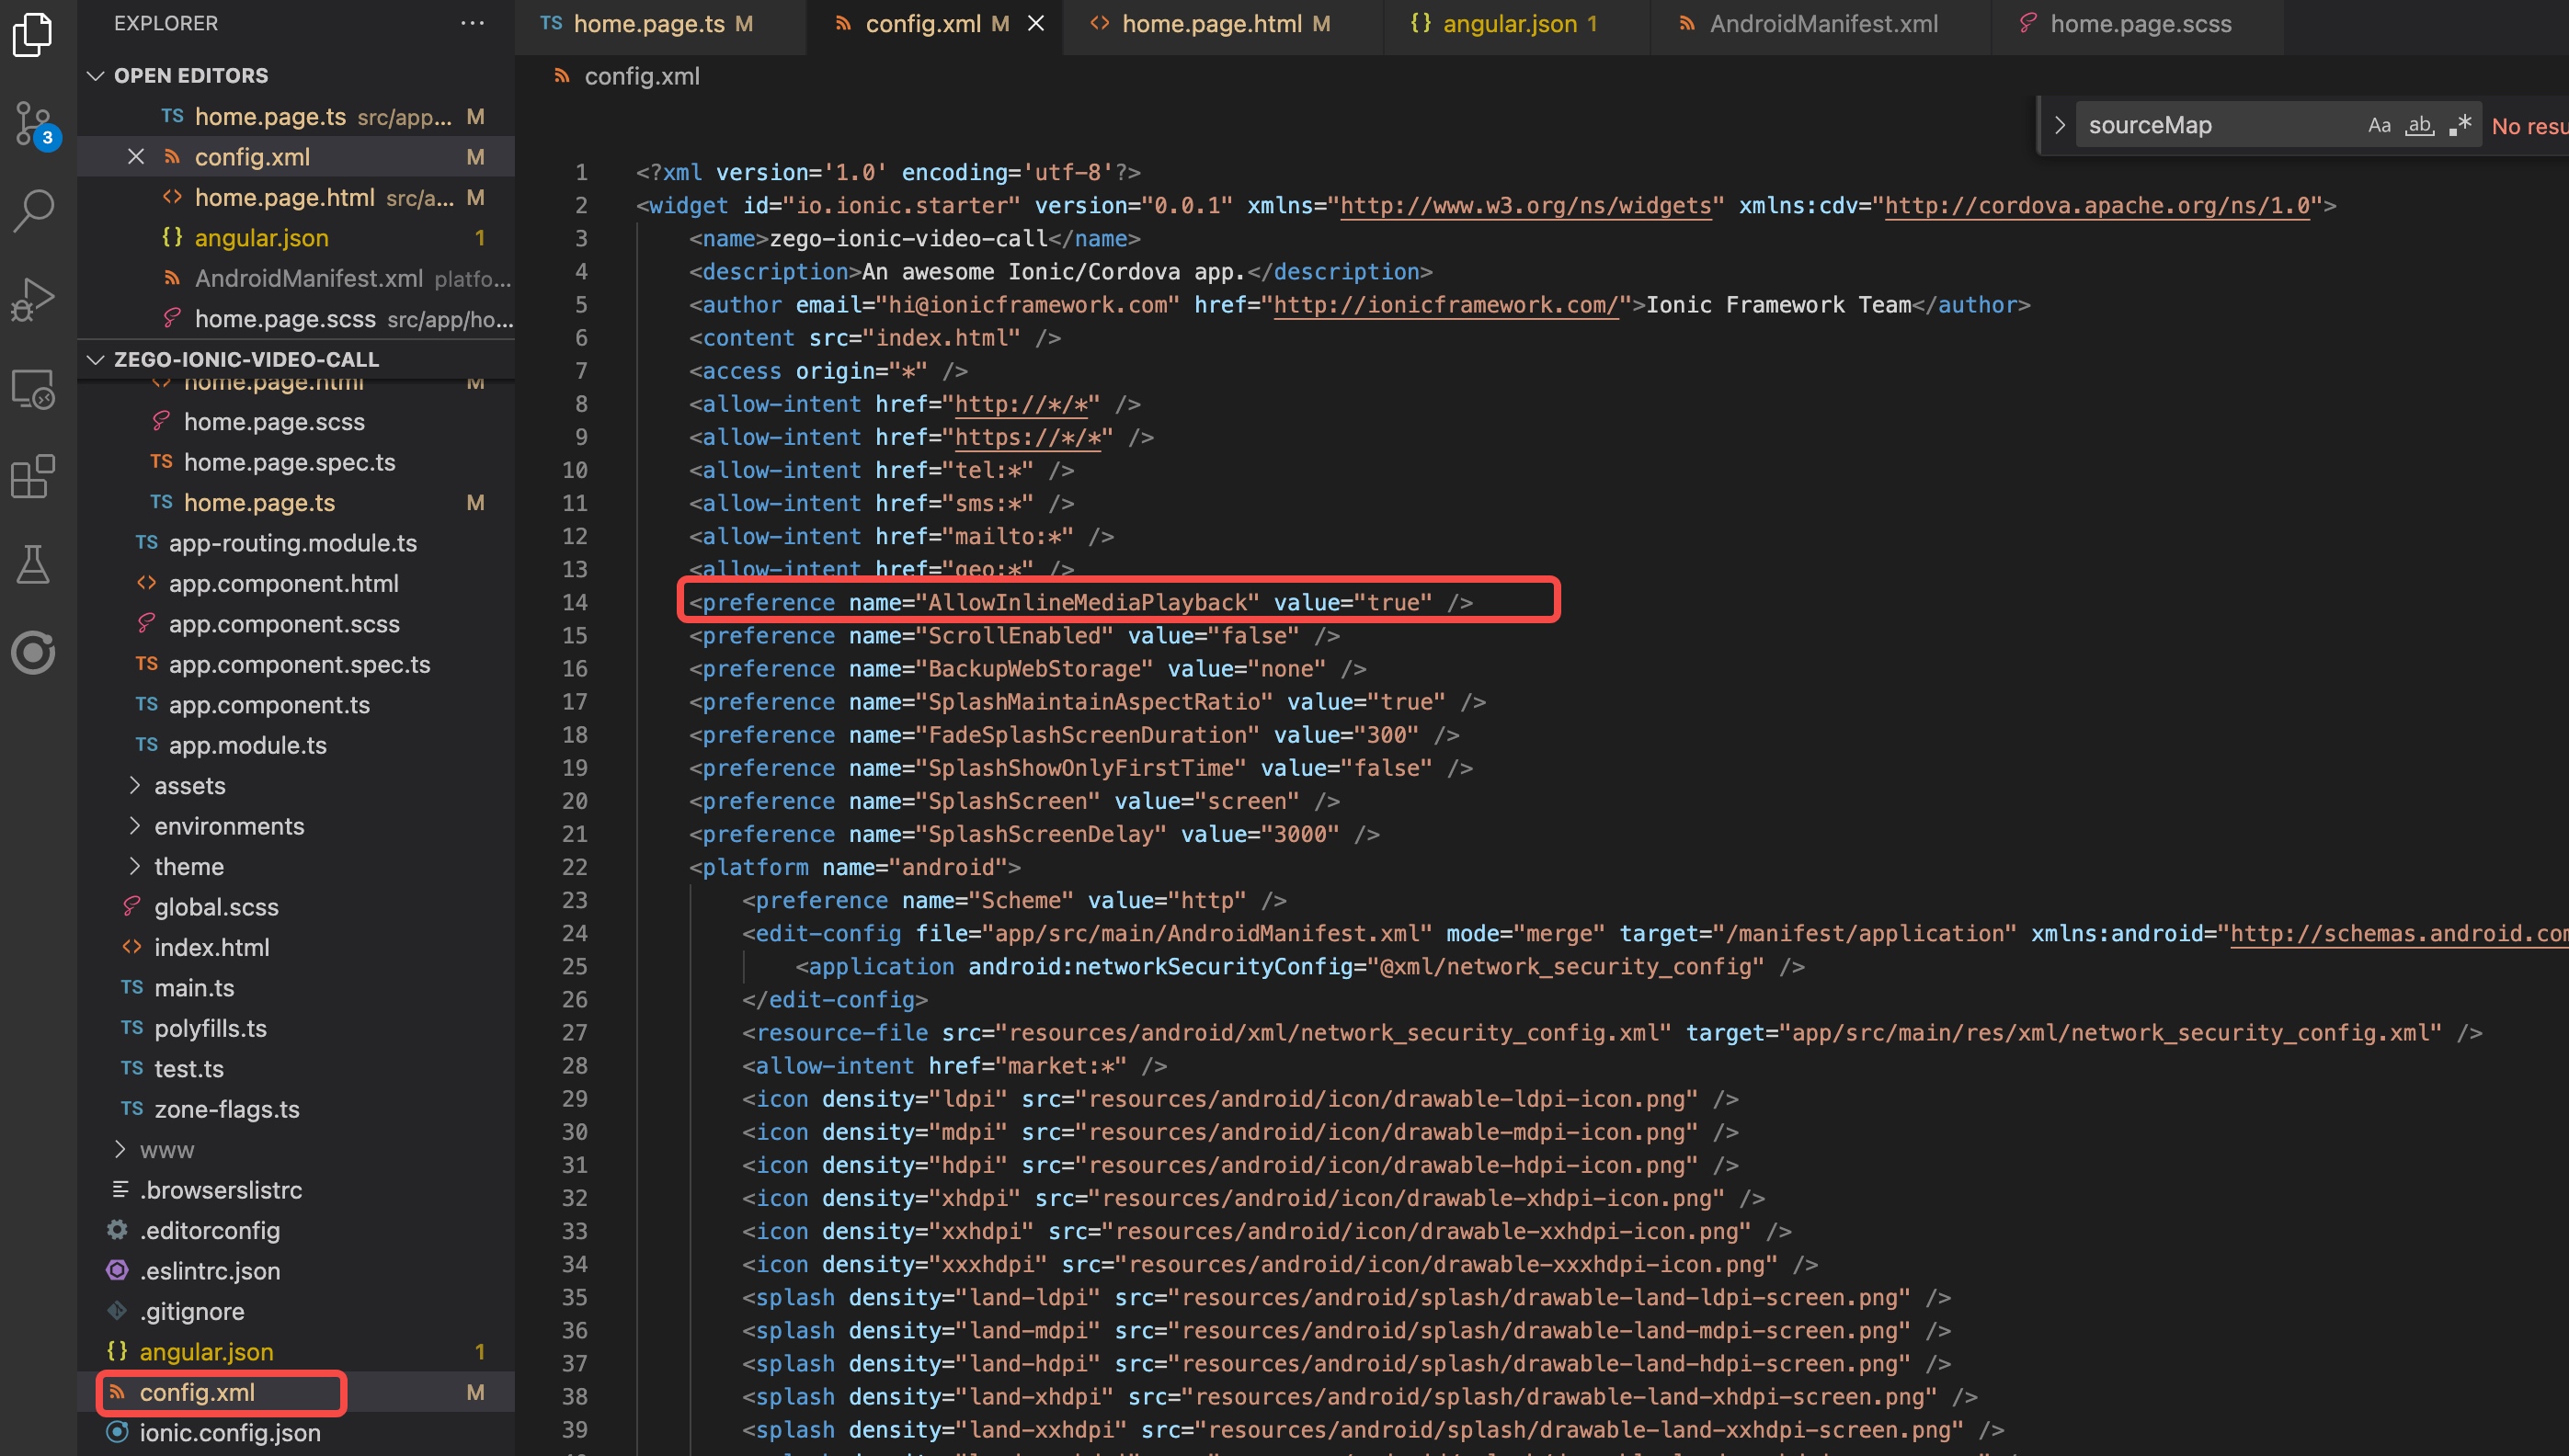 EXPLORER
OPEN EDITORS
TS home.page.ts src/app... M
config.xml M
home.page.html src/a... M
{} angular.json 1
AndroidManifest.xml platfo...
home.page.scss src/app/ho...
ZEGO-IONIC-VIDEO-CALL
home.page.html M
home.page.scss
TS home.page.spec.ts
TS home.page.ts M
TS app-routing.module.ts
app.component.html
app.component.scss
TS app.component.spec.ts
TS app.component.ts
TS app.module.ts
assets
environments
theme
global.scss
index.html
TS main.ts
TS polyfills.ts
TS test.ts
TS zone-flags.ts
www
.browserslistrc
.editorconfig
.eslintrc.json
.gitignore
{} angular.json 1
config.xml M
ionic.config.json
3
TS home.page.ts M config.xml M home.page.html M {} angular.json 1 AndroidManifest.xml home.page.scss
config.xml
sourceMap Aa ab .* No resu
1 <?xml version='1.0' encoding='utf-8'?>
2 <widget id="io.ionic.starter" version="0.0.1" xmlns="http://www.w3.org/ns/widgets" xmlns:cdv="http://cordova.apache.org/ns/1.0">
3 <name>zego-ionic-video-call</name>
4 <description>An awesome Ionic/Cordova app.</description>
5 <author email="hi@ionicframework.com" href="http://ionicframework.com/">Ionic Framework Team</author>
6 <content src="index.html" />
7 <access origin="*" />
8 <allow-intent href="http://*/*" />
9 <allow-intent href="https://*/*" />
10 <allow-intent href="tel:*" />
11 <allow-intent href="sms:*" />
12 <allow-intent href="mailto:*" />
13 <allow-intent href="geo:*" />
14 <preference name="AllowInlineMediaPlayback" value="true" />
15 <preference name="ScrollEnabled" value="false" />
16 <preference name="BackupWebStorage" value="none" />
17 <preference name="SplashMaintainAspectRatio" value="true" />
18 <preference name="FadeSplashScreenDuration" value="300" />
19 <preference name="SplashShowOnlyFirstTime" value="false" />
20 <preference name="SplashScreen" value="screen" />
21 <preference name="SplashScreenDelay" value="3000" />
22 <platform name="android">
23 <preference name="Scheme" value="http" />
24 <edit-config file="app/src/main/AndroidManifest.xml" mode="merge" target="/manifest/application" xmlns:android="http://schemas.android.com
25 <application android:networkSecurityConfig="@xml/network_security_config" />
26 </edit-config>
27 <resource-file src="resources/android/xml/network_security_config.xml" target="app/src/main/res/xml/network_security_config.xml" />
28 <allow-intent href="market:*" />
29 <icon density="ldpi" src="resources/android/icon/drawable-ldpi-icon.png" />
30 <icon density="mdpi" src="resources/android/icon/drawable-mdpi-icon.png" />
31 <icon density="hdpi" src="resources/android/icon/drawable-hdpi-icon.png" />
32 <icon density="xhdpi" src="resources/android/icon/drawable-xhdpi-icon.png" />
33 <icon density="xxhdpi" src="resources/android/icon/drawable-xxhdpi-icon.png" />
34 <icon density="xxxhdpi" src="resources/android/icon/drawable-xxxhdpi-icon.png" />
35 <splash density="land-ldpi" src="resources/android/splash/drawable-land-ldpi-screen.png" />
36 <splash density="land-mdpi" src="resources/android/splash/drawable-land-mdpi-screen.png" />
37 <splash density="land-hdpi" src="resources/android/splash/drawable-land-hdpi-screen.png" />
38 <splash density="land-xhdpi" src="resources/android/splash/drawable-land-xhdpi-screen.png" />
39 <splash density="land-xxhdpi" src="resources/android/splash/drawable-land-xxhdpi-screen.png" />